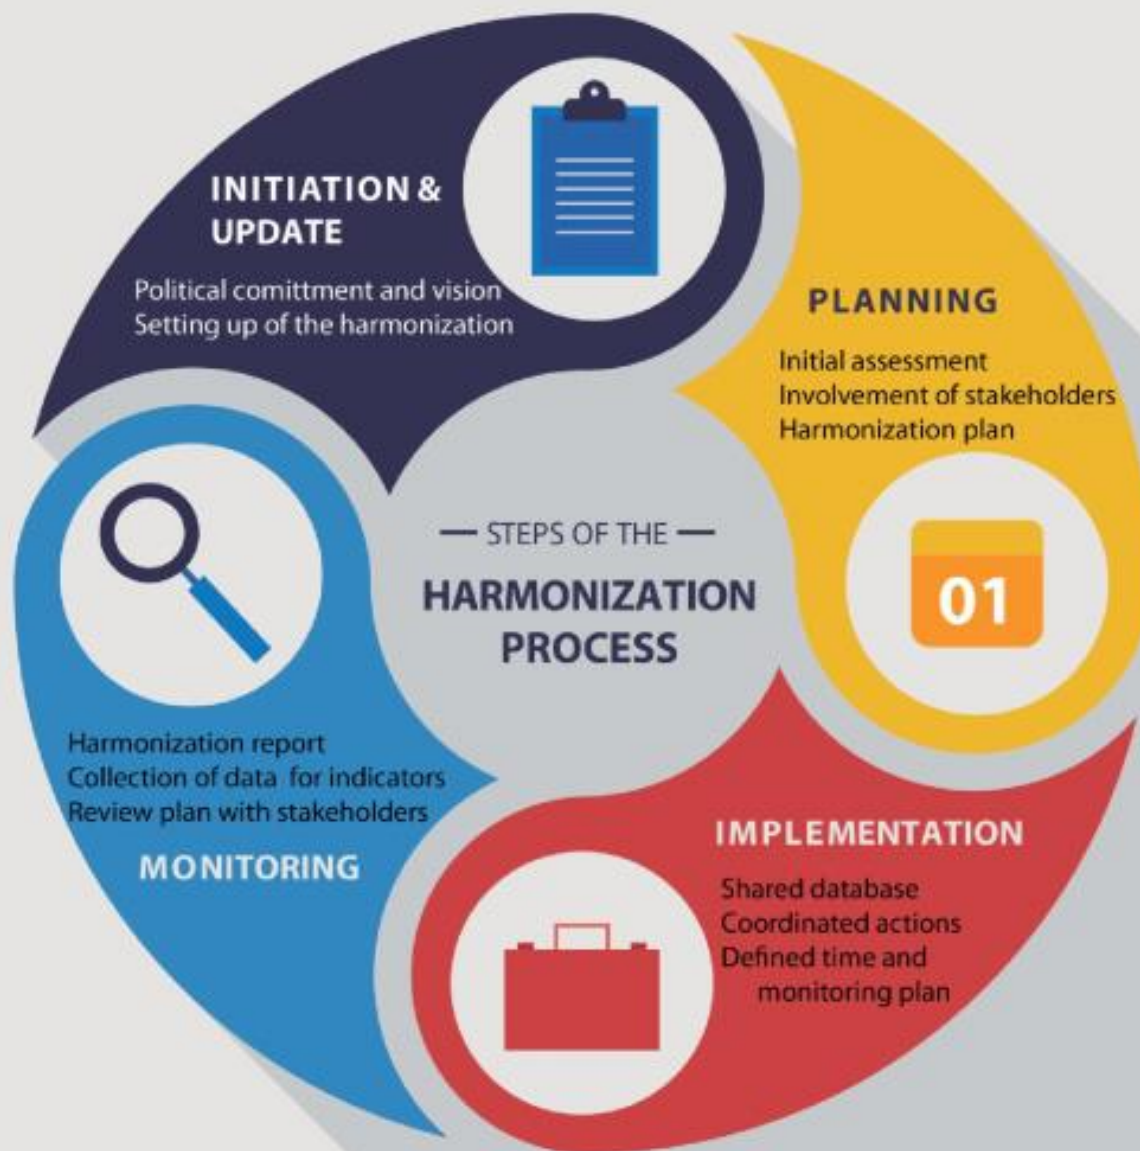 INITIATION &
UPDATE
Political comittment and vision
Setting up of the harmonization
PLANNING
Initial assessment
Involvement of stakeholders
Harmonization plan
01
STEPS OF THE
HARMONIZATION
PROCESS
Harmonization report
Collection of data for indicators
Review plan with stakeholders
MONITORING
IMPLEMENTATION
Shared database
Coordinated actions
Defined time and
monitoring plan